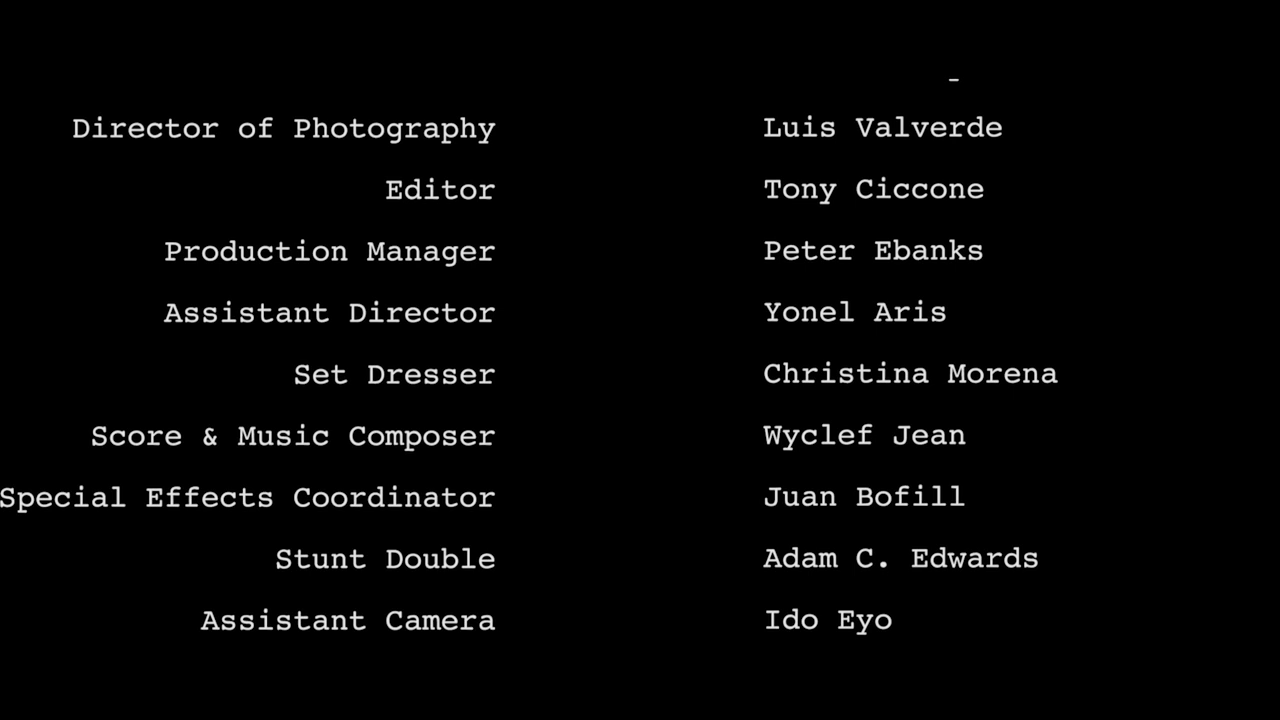 Director of Photography Luis Valverde
Editor Tony Ciccone
Production Manager Peter Ebanks
Assistant Director Yonel Aris
Set Dresser Christina Morena
Score & Music Composer Wyclef Jean
Special Effects Coordinator Juan Bofill
Stunt Double Adam C. Edwards
Assistant Camera Ido Eyo